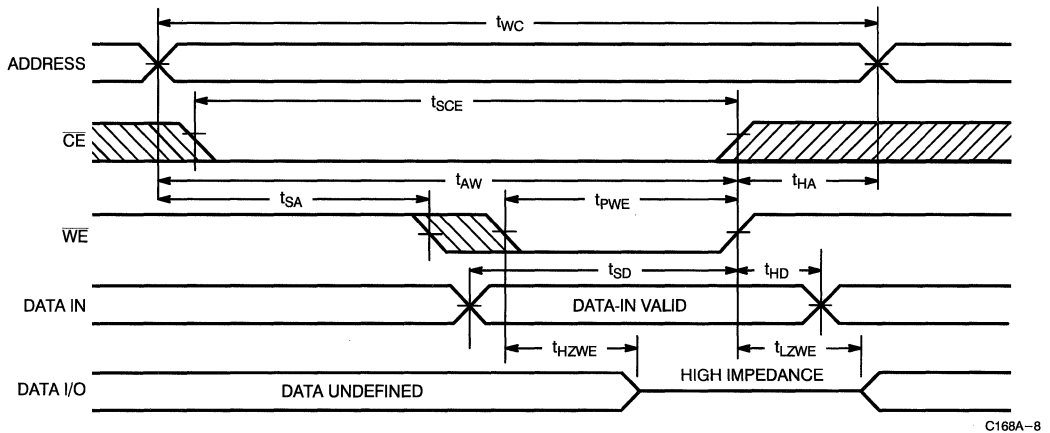 tWC
ADDRESS
tSCE
CE
tAW
tHA
tSA
tPWE
WE
tSD
tHD
DATA IN
DATA-IN VALID
tHZWE
tLZWE
HIGH IMPEDANCE
DATA I/O
DATA UNDEFINED
C168A–8